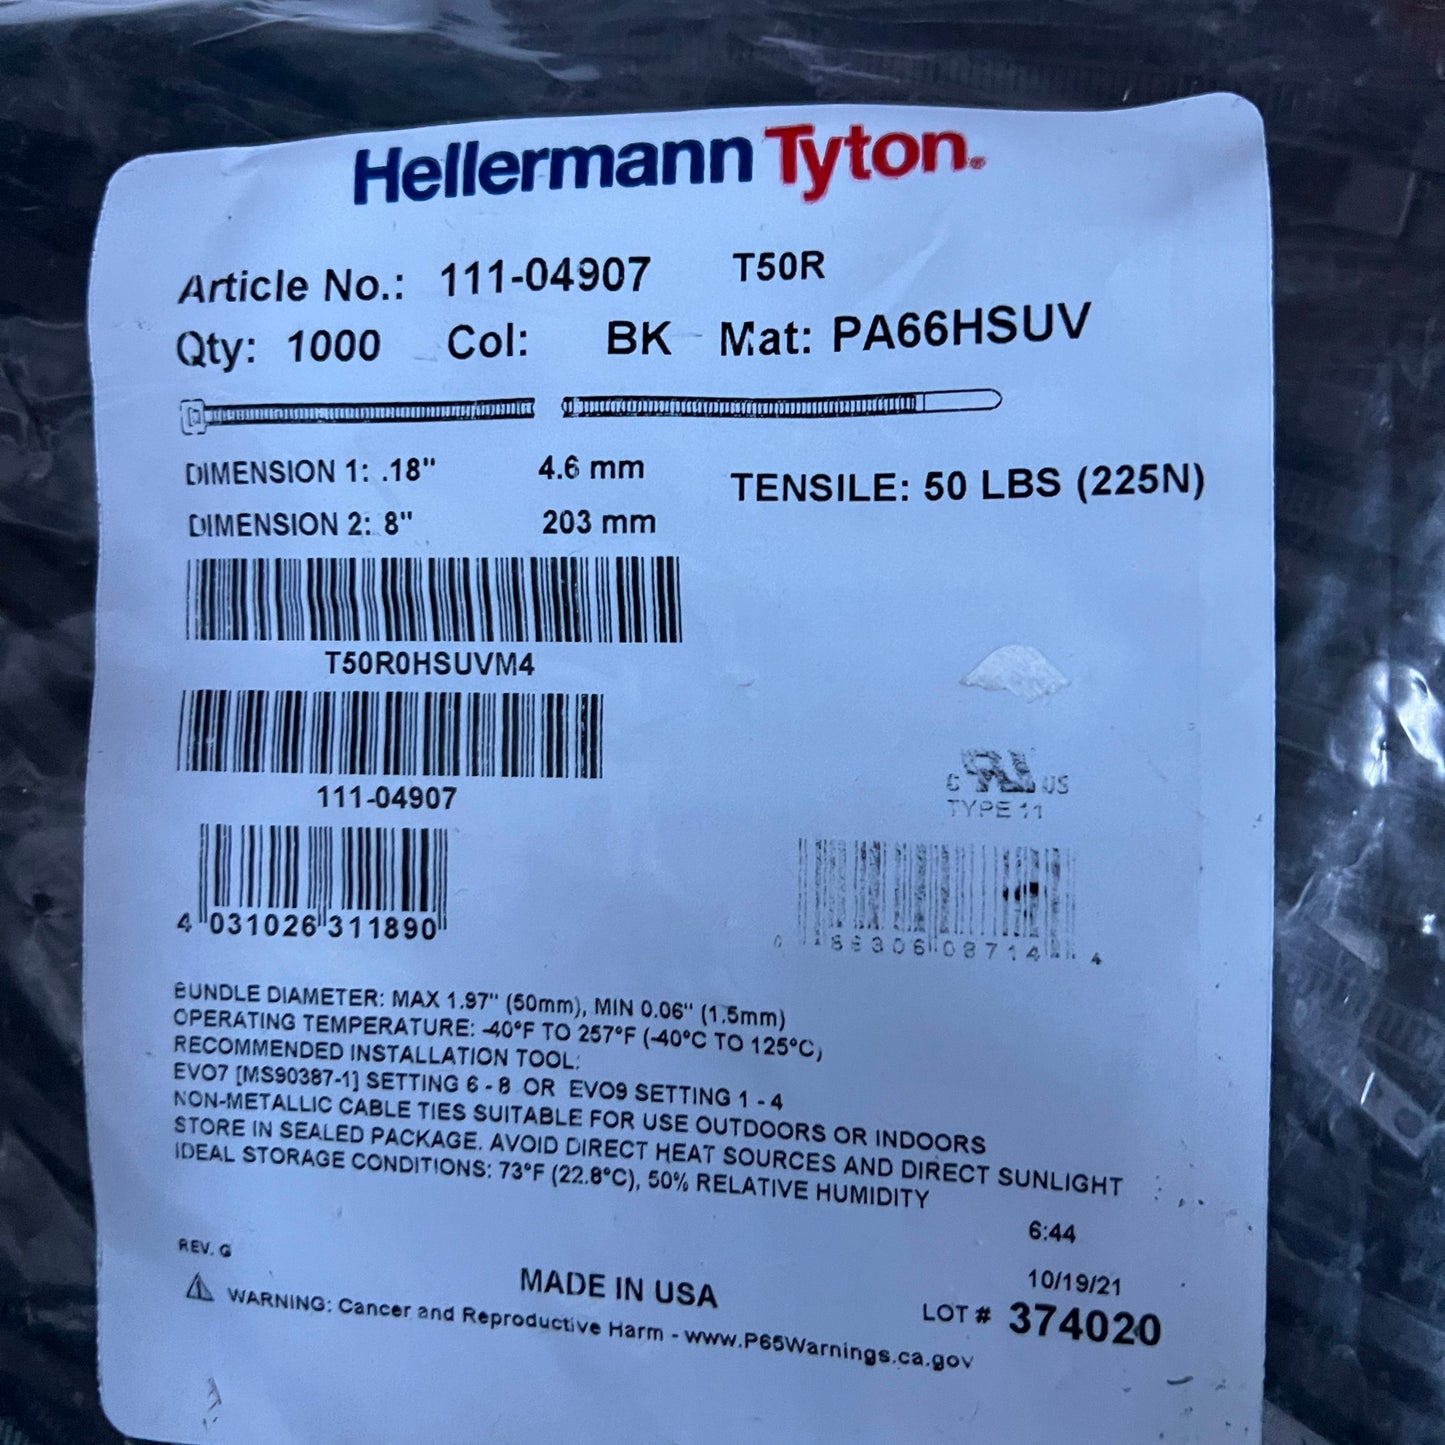 HellermannTyton
Article No.: 111-04907 T50R
Qty: 1000 Col: BK Mat: PA66HSUV
DIMENSION 1: .18" 4.6 mm
TENSILE: 50 LBS (225N)
DIMENSION 2: 8" 203 mm
T50R0HSUVM4
111-04907
C US
TYPE 11
4 031026 311890
BUNDLE DIAMETER: MAX 1.97" (50mm), MIN 0.06" (1.5mm)
OPERATING TEMPERATURE: -40°F TO 257°F (-40°C TO 125°C)
RECOMMENDED INSTALLATION TOOL:
EVO7 [MS90387-1] SETTING 6 - 8 OR EVO9 SETTING 1 - 4
NON-METALLIC CABLE TIES SUITABLE FOR USE OUTDOORS OR INDOORS
STORE IN SEALED PACKAGE. AVOID DIRECT HEAT SOURCES AND DIRECT SUNLIGHT
IDEAL STORAGE CONDITIONS: 73°F (22.8°C), 50% RELATIVE HUMIDITY
6:44
REV. G
MADE IN USA
10/19/21
LOT # 374020
WARNING: Cancer and Reproductive Harm - www.P65Warnings.ca.gov